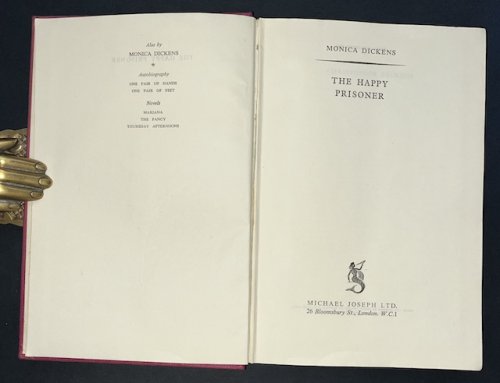 Also by
MONICA DICKENS
Autobiography
ONE PAIR OF HANDS
ONE PAIR OF FEET
Novels
MARIANA
THE FANCY
THURSDAY AFTERNOONS
MONICA DICKENS
THE HAPPY
PRISONER
MICHAEL JOSEPH LTD.
26 Bloomsbury St., London. W.C.1